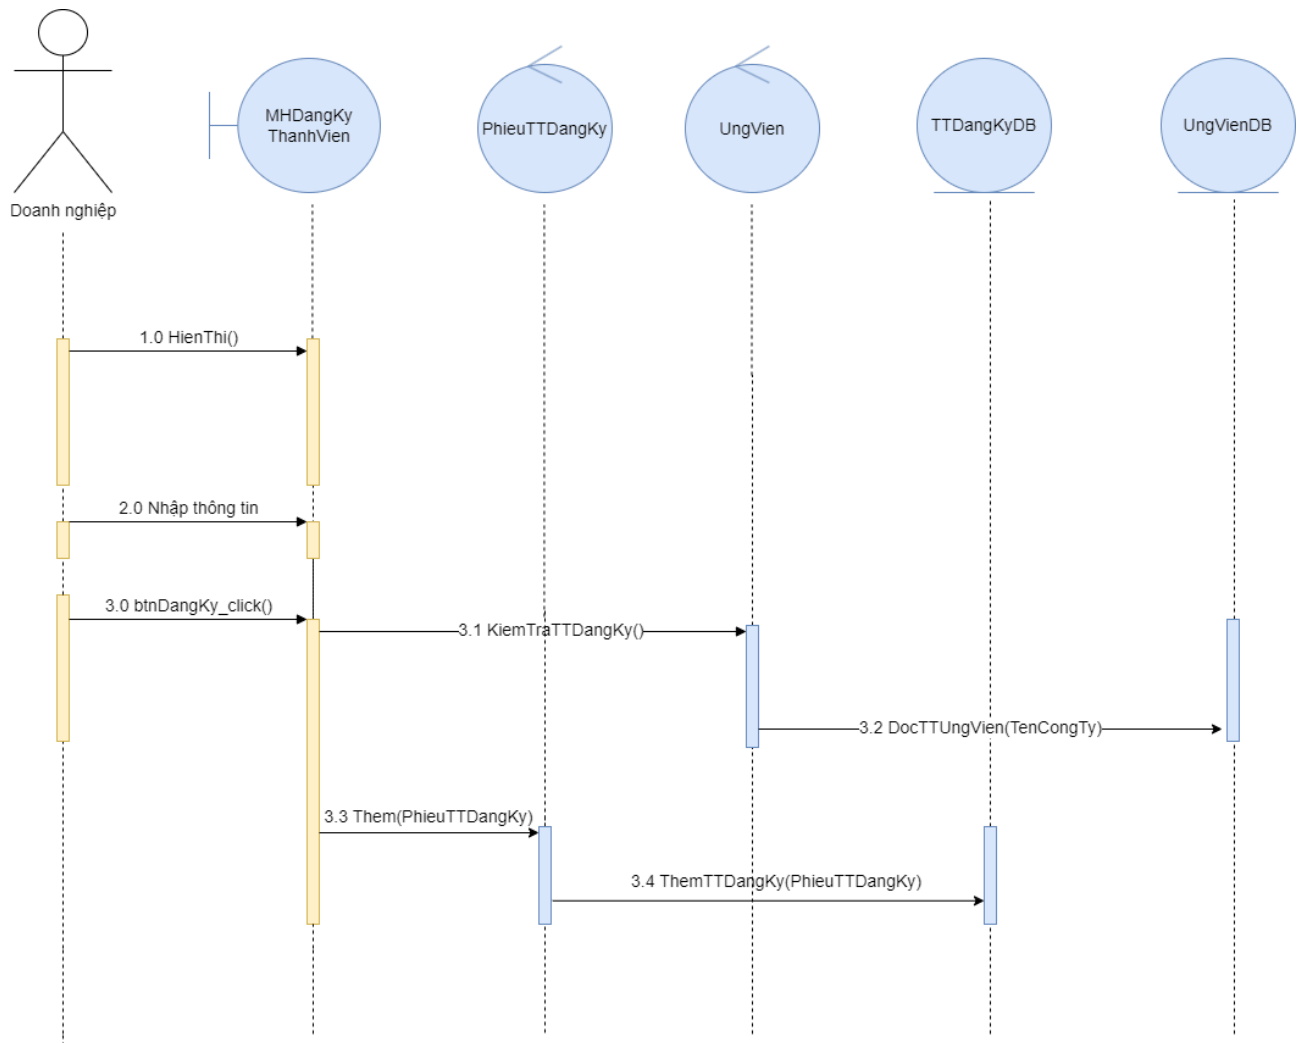 MHDangKy
ThanhVien
PhieuTTDangKy
UngVien
TTDangKyDB
UngVienDB
Doanh nghiệp
1.0 HienThi()
2.0 Nhập thông tin
3.0 btnDangKy_click()
3.1 KiemTraTTDangKy()
3.2 DocTTUngVien(TenCongTy)
3.3 Them(PhieuTTDangKy)
3.4 ThemTTDangKy(PhieuTTDangKy)